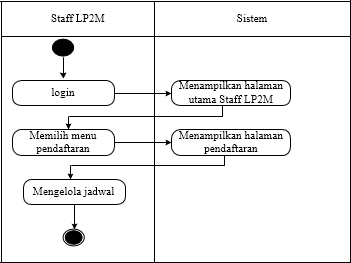 Staff LP2M
Sistem
login
Menampilkan halaman
utama Staff LP2M
Memilih menu
pendaftaran
Menampilkan halaman
pendaftaran
Mengelola jadwal